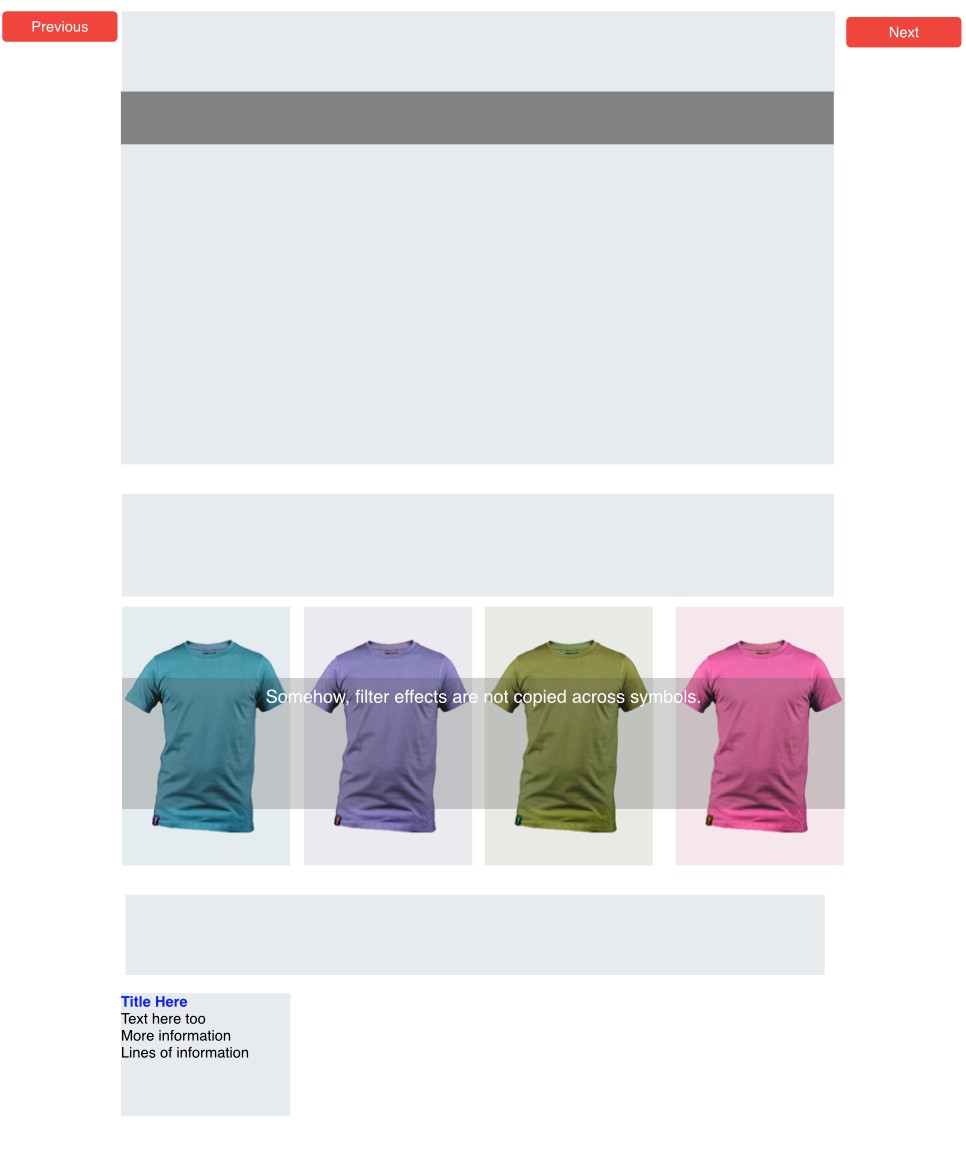 Previous
Next
Somehow, filter effects are not copied across symbols.
Title Here
Text here too
More information
Lines of information